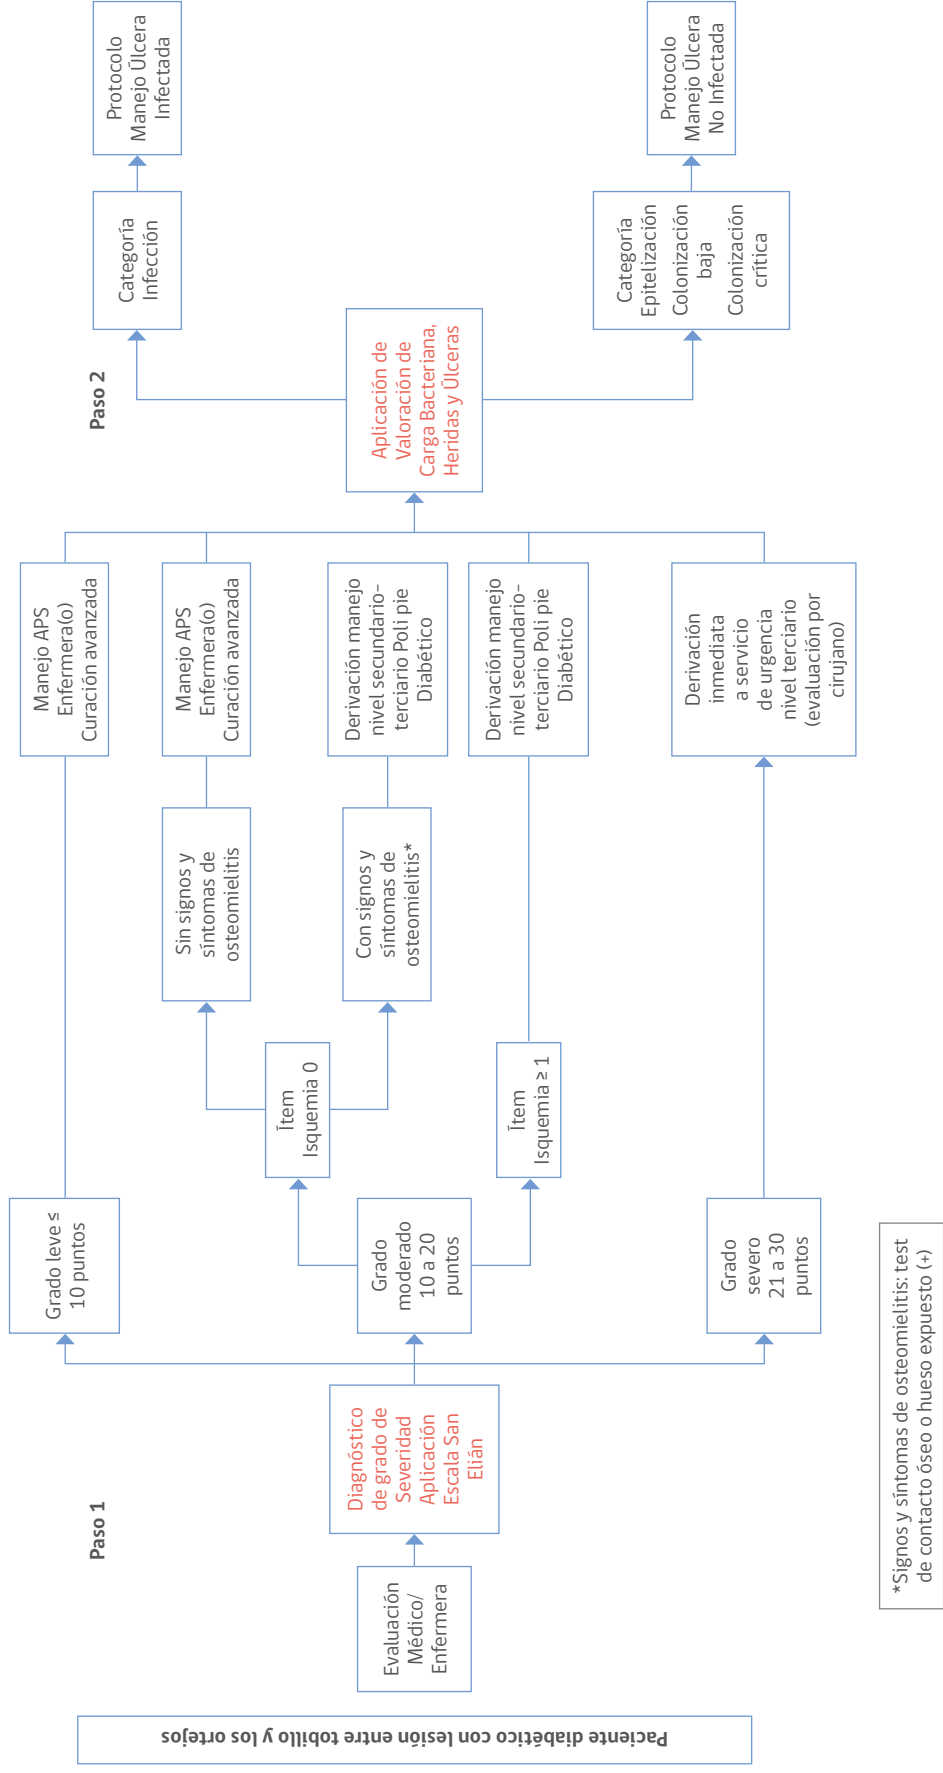 Paciente diabético con lesión entre tobillo y los ortejos
Paso 1
Evaluación
Médico/
Enfermera
Diagnóstico
de grado de
Severidad
Aplicación
Escala San
Elián
Grado leve ≤
10 puntos
Grado
moderado
10 a 20
puntos
Grado
severo
21 a 30
puntos
Ítem
Isquemia 0
Ítem
Isquemia ≥ 1
Sin signos y
síntomas de
osteomielitis
Con signos y
síntomas de
osteomielitis*
Manejo APS
Enfermera(o)
Curación avanzada
Manejo APS
Enfermera(o)
Curación avanzada
Derivación manejo
nivel secundario-
terciario Poli pie
Diabético
Derivación manejo
nivel secundario-
terciario Poli pie
Diabético
Derivación
inmediata
a servicio
de urgencia
nivel terciario
(evaluación por
cirujano)
Paso 2
Aplicación de
Valoración de
Carga Bacteriana,
Heridas y Úlceras
Categoría
Infección
Protocolo
Manejo Úlcera
Infectada
Categoría
Epitelización
Colonización
baja
Colonización
crítica
Protocolo
Manejo Úlcera
No Infectada
*Signos y síntomas de osteomielitis: test
de contacto óseo o hueso expuesto (+)